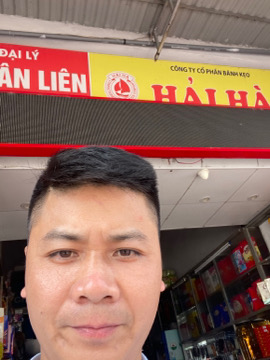 ĐẠI LÝ
ÂN LIÊN
CÔNG TY CỔ PHẦN BÁNH KẸO
HẢI HÀ